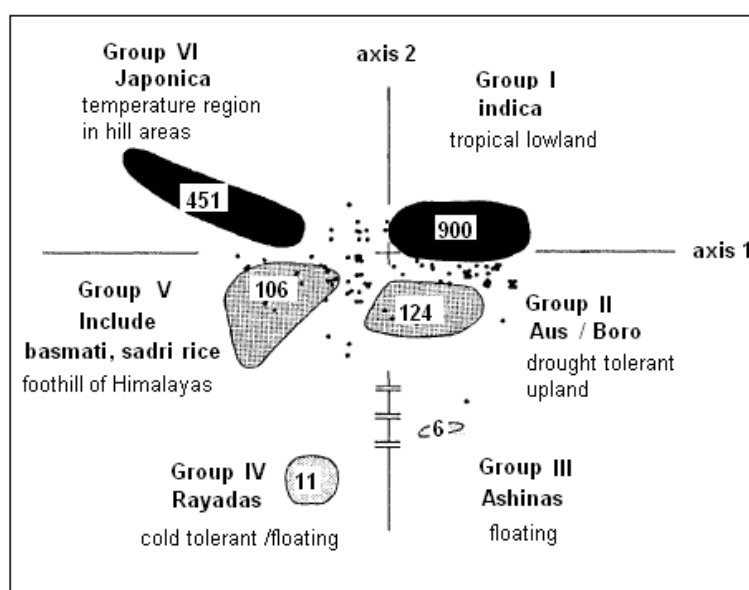 Group VI
Japonica
temperature region
in hill areas
axis 2
Group I
indica
tropical lowland
451
900
axis 1
Group V
Include
basmati, sadri rice
foothill of Himalayas
106
124
Group II
Aus / Boro
drought tolerant
upland
6
Group IV
Rayadas
cold tolerant /floating
11
Group III
Ashinas
floating